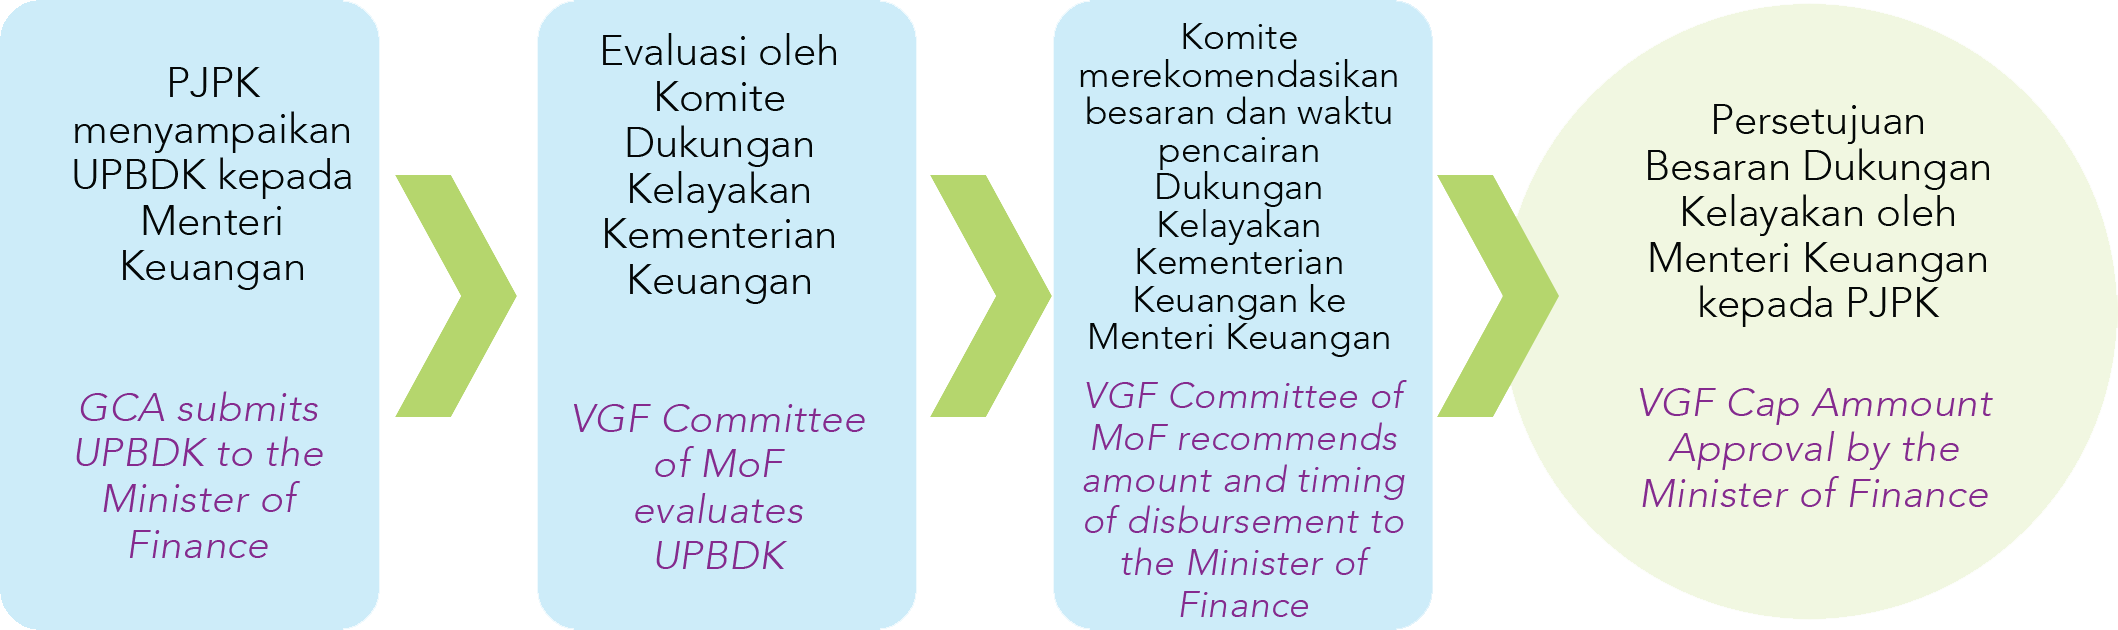 PJPK
menyampaikan
UPBDK kepada
Menteri
Keuangan
GCA submits
UPBDK to the
Minister of
Finance
Evaluasi oleh
Komite
Dukungan
Kelayakan
Kementerian
Keuangan
VGF Committee
of MoF
evaluates
UPBDK
Komite
merekomendasikan
besaran dan waktu
pencairan
Dukungan
Kelayakan
Kementerian
Keuangan ke
Menteri Keuangan
VGF Committee of
MoF recommends
amount and timing
of disbursement to
the Minister of
Finance
Persetujuan
Besaran Dukungan
Kelayakan oleh
Menteri Keuangan
kepada PJPK
VGF Cap Ammount
Approval by the
Minister of Finance